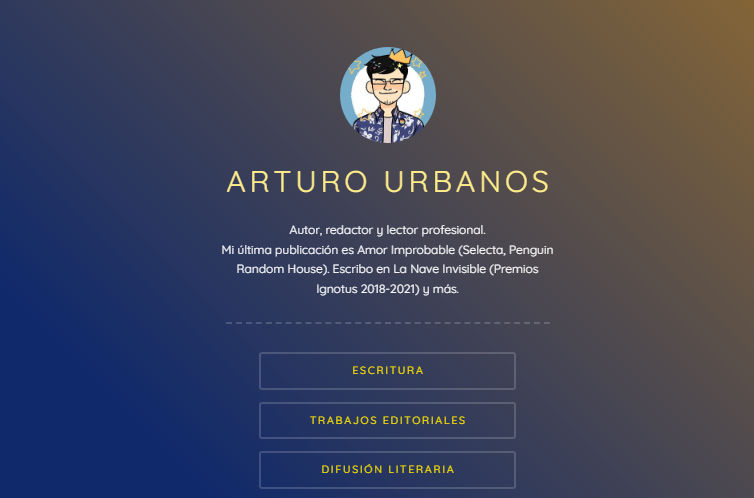 ARTURO URBANOS
Autor, redactor y lector profesional.
Mi última publicación es Amor Improbable (Selecta, Penguin
Random House). Escribo en La Nave Invisible (Premios
Ignotus 2018-2021) y más.
ESCRITURA
TRABAJOS EDITORIALES
DIFUSIÓN LITERARIA